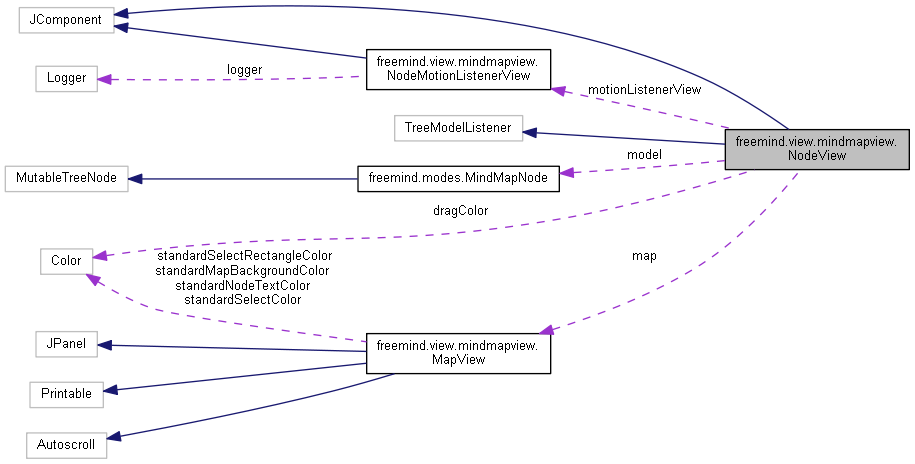 JComponent
freemind.view.mindmapview.
NodeMotionListenerView
logger
Logger
motionListenerView
TreeModelListener
freemind.view.mindmapview.
NodeView
model
MutableTreeNode
freemind.modes.MindMapNode
dragColor
Color
standardSelectRectangleColor
standardMapBackgroundColor
standardNodeTextColor
standardSelectColor
map
JPanel
freemind.view.mindmapview.
MapView
Printable
Autoscroll